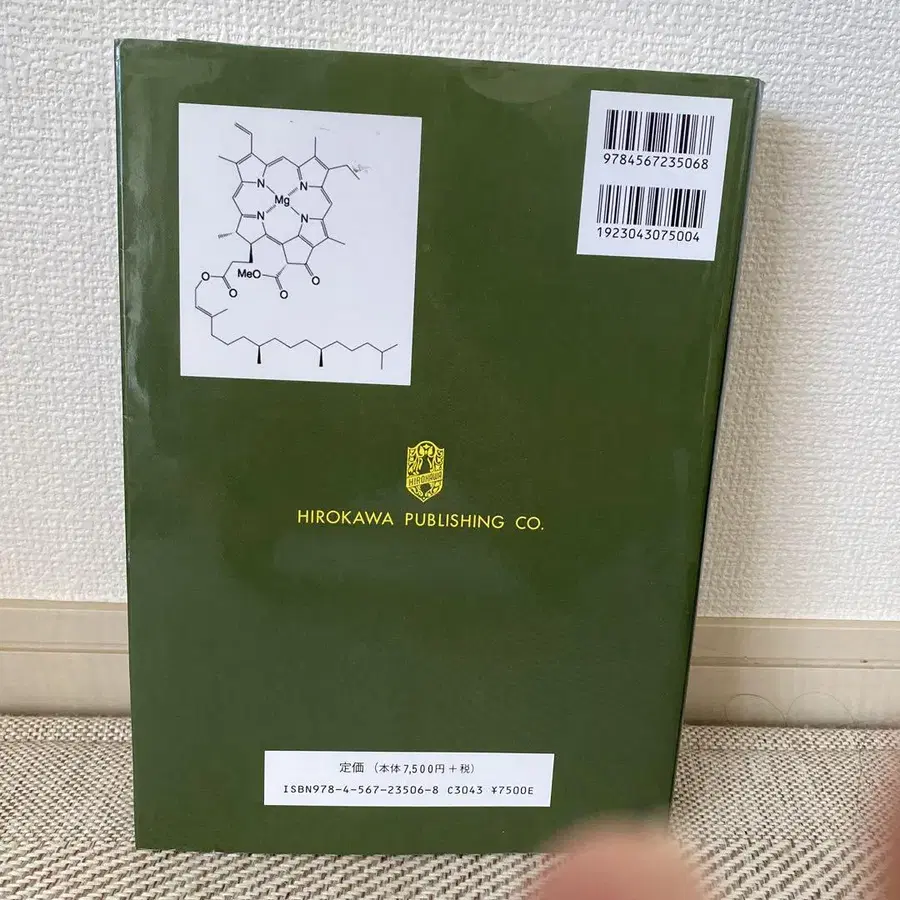 9784567235068
1923043075004
N
N
Mg
N
N
O
O
MeO
O
O
HIROKAWA
HIROKAWA PUBLISHING CO.
定価（本体7,500円+税）
ISBN978-4-567-23506-8 C3043 ¥7500E